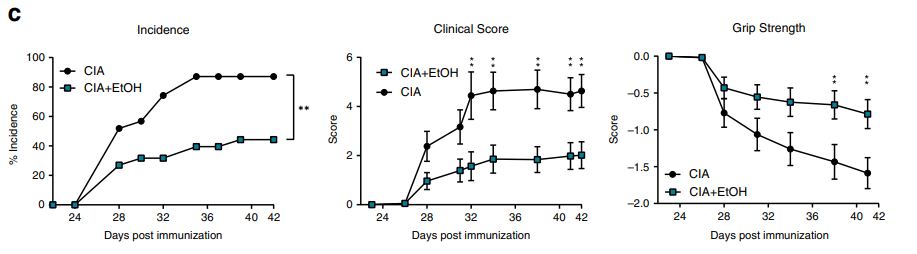 c
Incidence
100
80
60
40
20
0
% Incidence
CIA
CIA+EtOH
**
24 28 32 36 40 42
Days post immunization
Clinical Score
6
4
2
0
Score
CIA+EtOH
CIA
** ** ** ** **
24 28 32 36 40 42
Days post immunization
Grip Strength
0.0
−0.5
−1.0
−1.5
−2.0
Score
CIA
CIA+EtOH
** **
24 28 32 36 40 42
Days post immunization